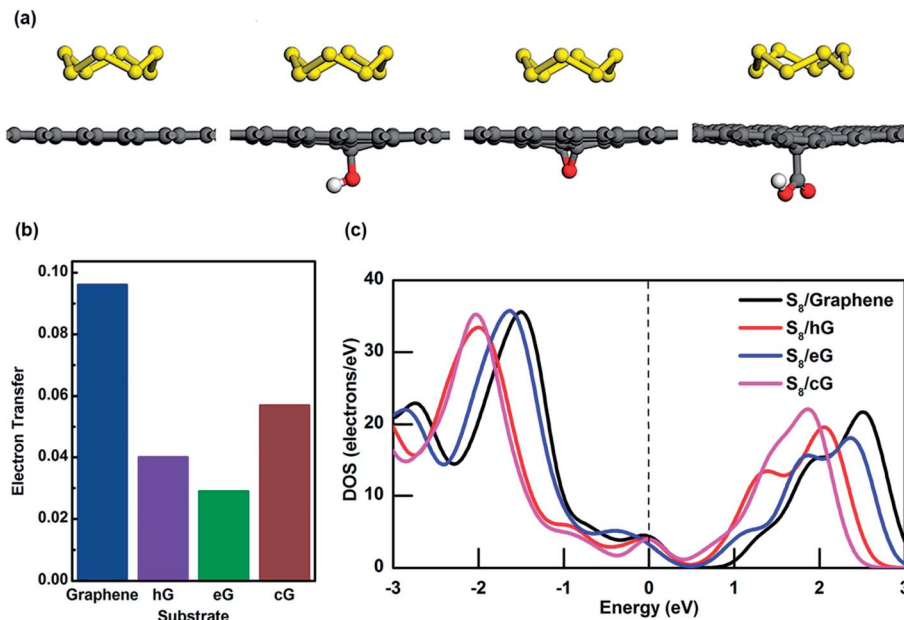 (a)
(b)
0.10
0.08
0.06
0.04
0.02
0.00
Electron Transfer
Graphene hG eG cG
Substrate
(c)
40
30
20
10
0
DOS (electrons/eV)
S8/Graphene
S8/hG
S8/eG
S8/cG
-3 -2 -1 0 1 2 3
Energy (eV)